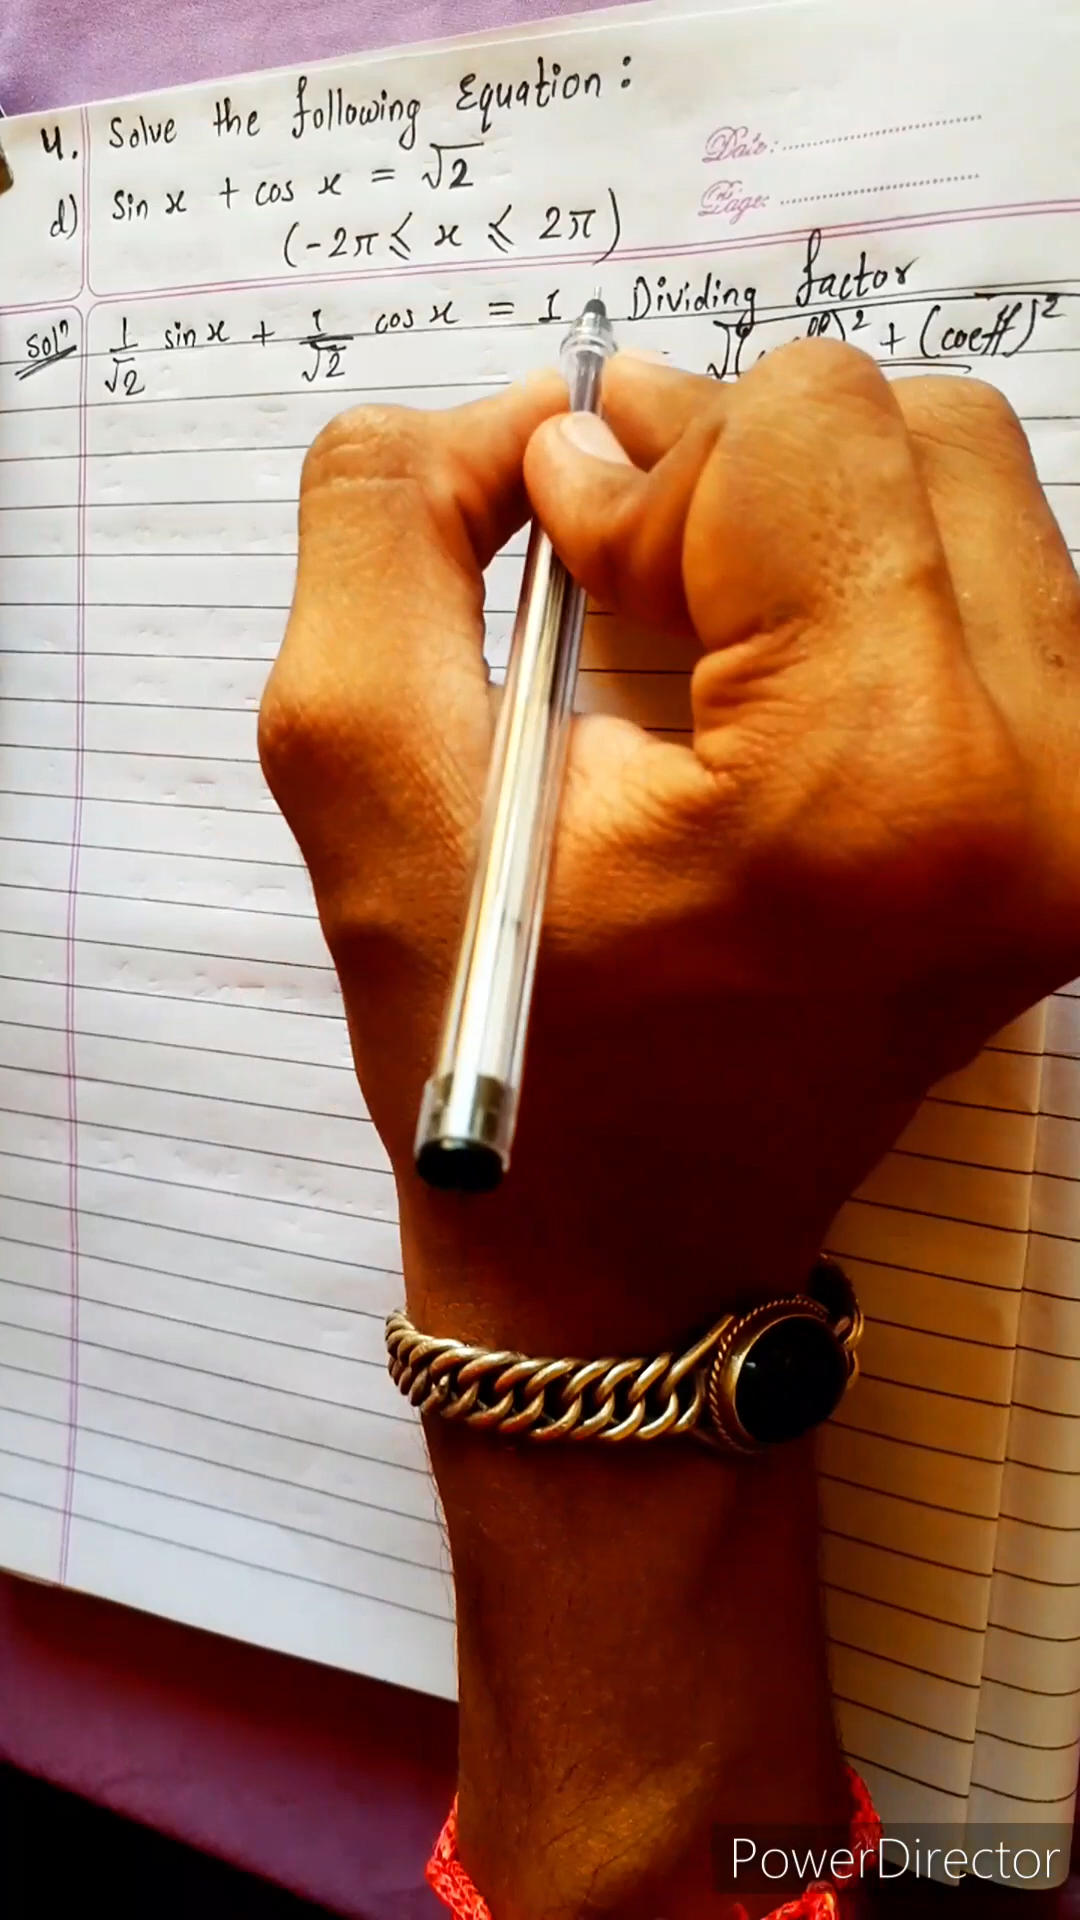 4. Solve the following Equation :
d) Sin x + cos x = √2
(-2π ≤ x ≤ 2π)
Date:
Page:
Solⁿ 1/√2 sin x + 1/√2 cos x = 1
Dividing factor
+ (coeff)²
PowerDirector